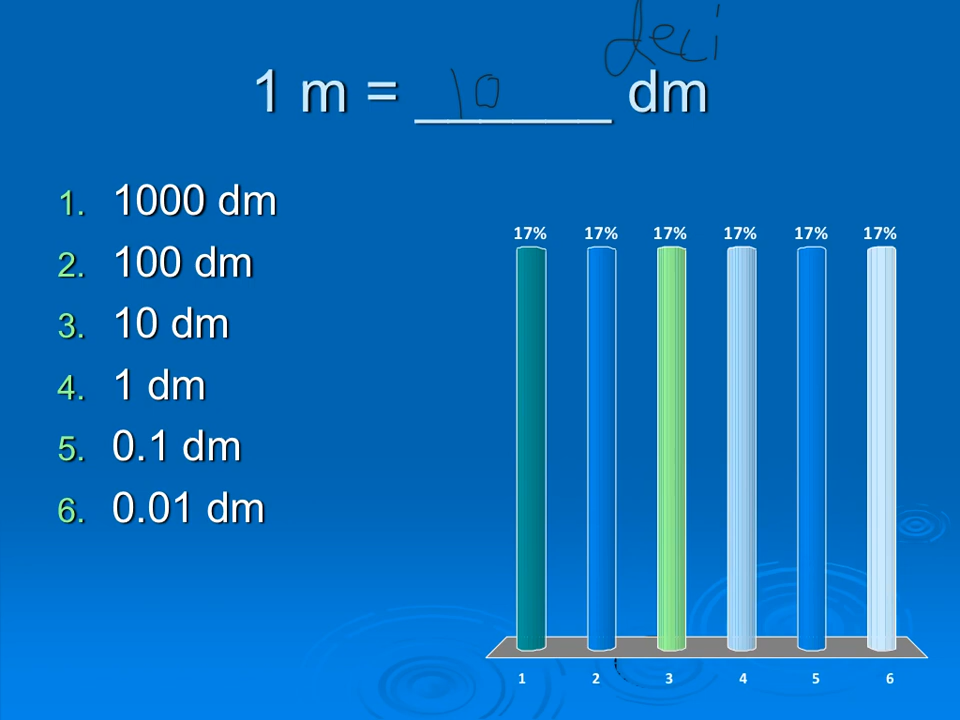 deci
1 m = 10 ______ dm
1. 1000 dm
2. 100 dm
3. 10 dm
4. 1 dm
5. 0.1 dm
6. 0.01 dm
17% 17% 17% 17% 17% 17%
1 2 3 4 5 6